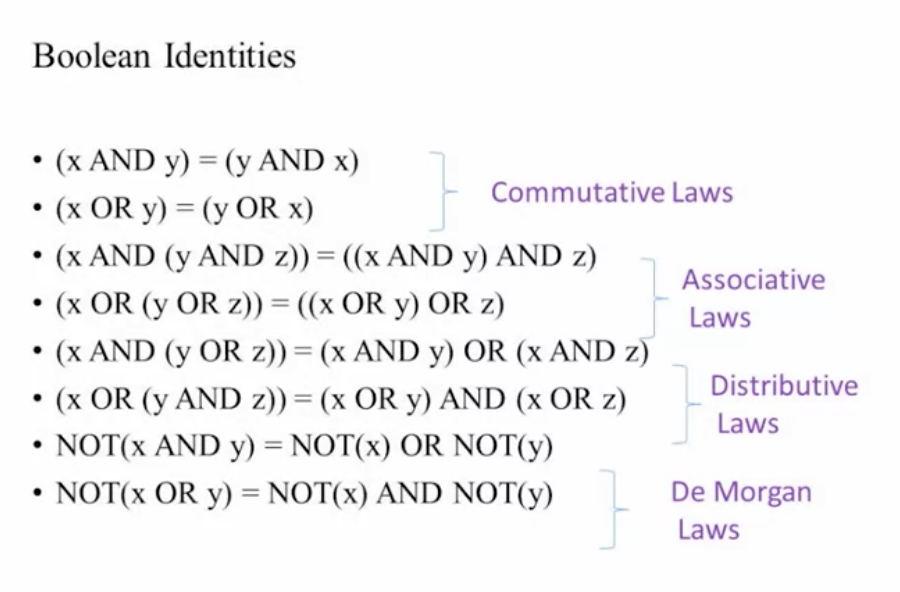 Boolean Identities
• (x AND y) = (y AND x)
• (x OR y) = (y OR x)
Commutative Laws
• (x AND (y AND z)) = ((x AND y) AND z)
• (x OR (y OR z)) = ((x OR y) OR z)
Associative
Laws
• (x AND (y OR z)) = (x AND y) OR (x AND z)
• (x OR (y AND z)) = (x OR y) AND (x OR z)
Distributive
Laws
• NOT(x AND y) = NOT(x) OR NOT(y)
• NOT(x OR y) = NOT(x) AND NOT(y)
De Morgan
Laws